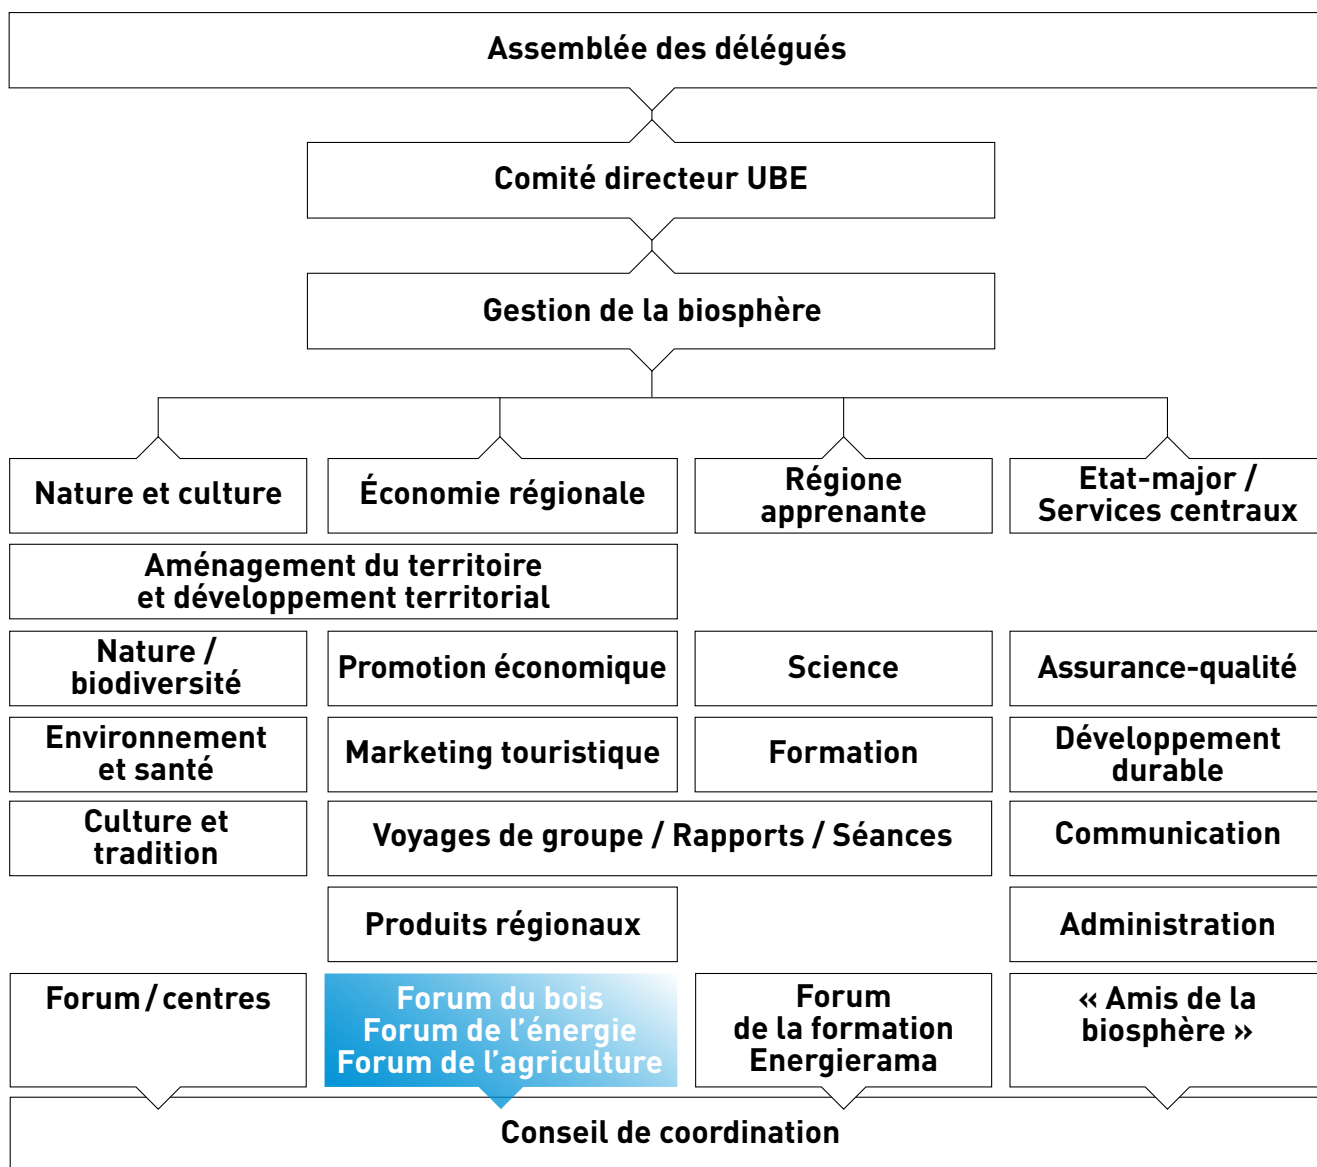 Assemblée des délégués
Comité directeur UBE
Gestion de la biosphère
Nature et culture
Économie régionale
Régione
apprenante
Etat-major /
Services centraux
Aménagement du territoire
et développement territorial
Nature /
biodiversité
Promotion économique
Science
Assurance-qualité
Environnement
et santé
Marketing touristique
Formation
Développement
durable
Culture et
tradition
Voyages de groupe / Rapports / Séances
Communication
Produits régionaux
Administration
Forum / centres
Forum du bois
Forum de l’énergie
Forum de l’agriculture
Forum
de la formation
Energierama
« Amis de la
biosphère »
Conseil de coordination